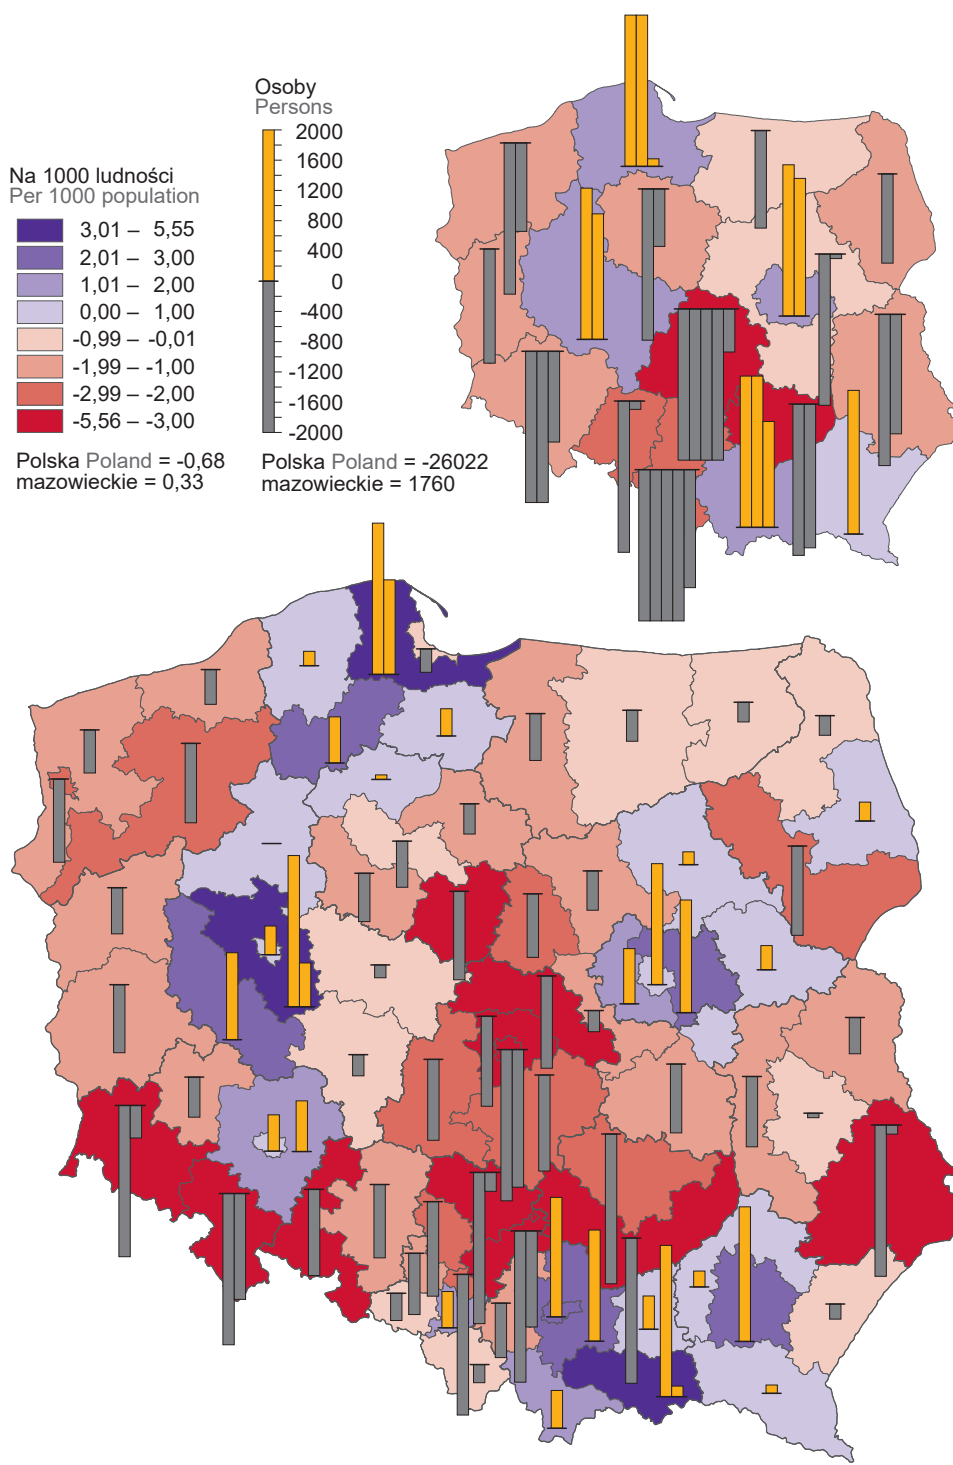 Osoby
Persons
2000
1600
1200
800
400
0
-400
-800
-1200
-1600
-2000
Na 1000 ludności
Per 1000 population
3,01 – 5,55
2,01 – 3,00
1,01 – 2,00
0,00 – 1,00
-0,99 – -0,01
-1,99 – -1,00
-2,99 – -2,00
-5,56 – -3,00
Polska Poland = -0,68
mazowieckie = 0,33
Polska Poland = -26022
mazowieckie = 1760